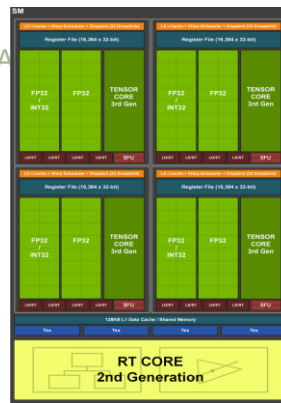 SM
L0 i-Cache + Warp Scheduler + Dispatch (32 threads/clk)
L0 i-Cache + Warp Scheduler + Dispatch (32 threads/clk)
Register File (16,384 x 32-bit)
Register File (16,384 x 32-bit)
FP32 / INT32
FP32
TENSOR CORE 3rd Gen
FP32 / INT32
FP32
TENSOR CORE 3rd Gen
LD/ST LD/ST LD/ST LD/ST SFU
LD/ST LD/ST LD/ST LD/ST SFU
L0 i-Cache + Warp Scheduler + Dispatch (32 threads/clk)
L0 i-Cache + Warp Scheduler + Dispatch (32 threads/clk)
Register File (16,384 x 32-bit)
Register File (16,384 x 32-bit)
FP32 / INT32
FP32
TENSOR CORE 3rd Gen
FP32 / INT32
FP32
TENSOR CORE 3rd Gen
LD/ST LD/ST LD/ST LD/ST SFU
LD/ST LD/ST LD/ST LD/ST SFU
128KB L1 Data Cache / Shared Memory
Tex Tex Tex Tex
RT CORE
2nd Generation